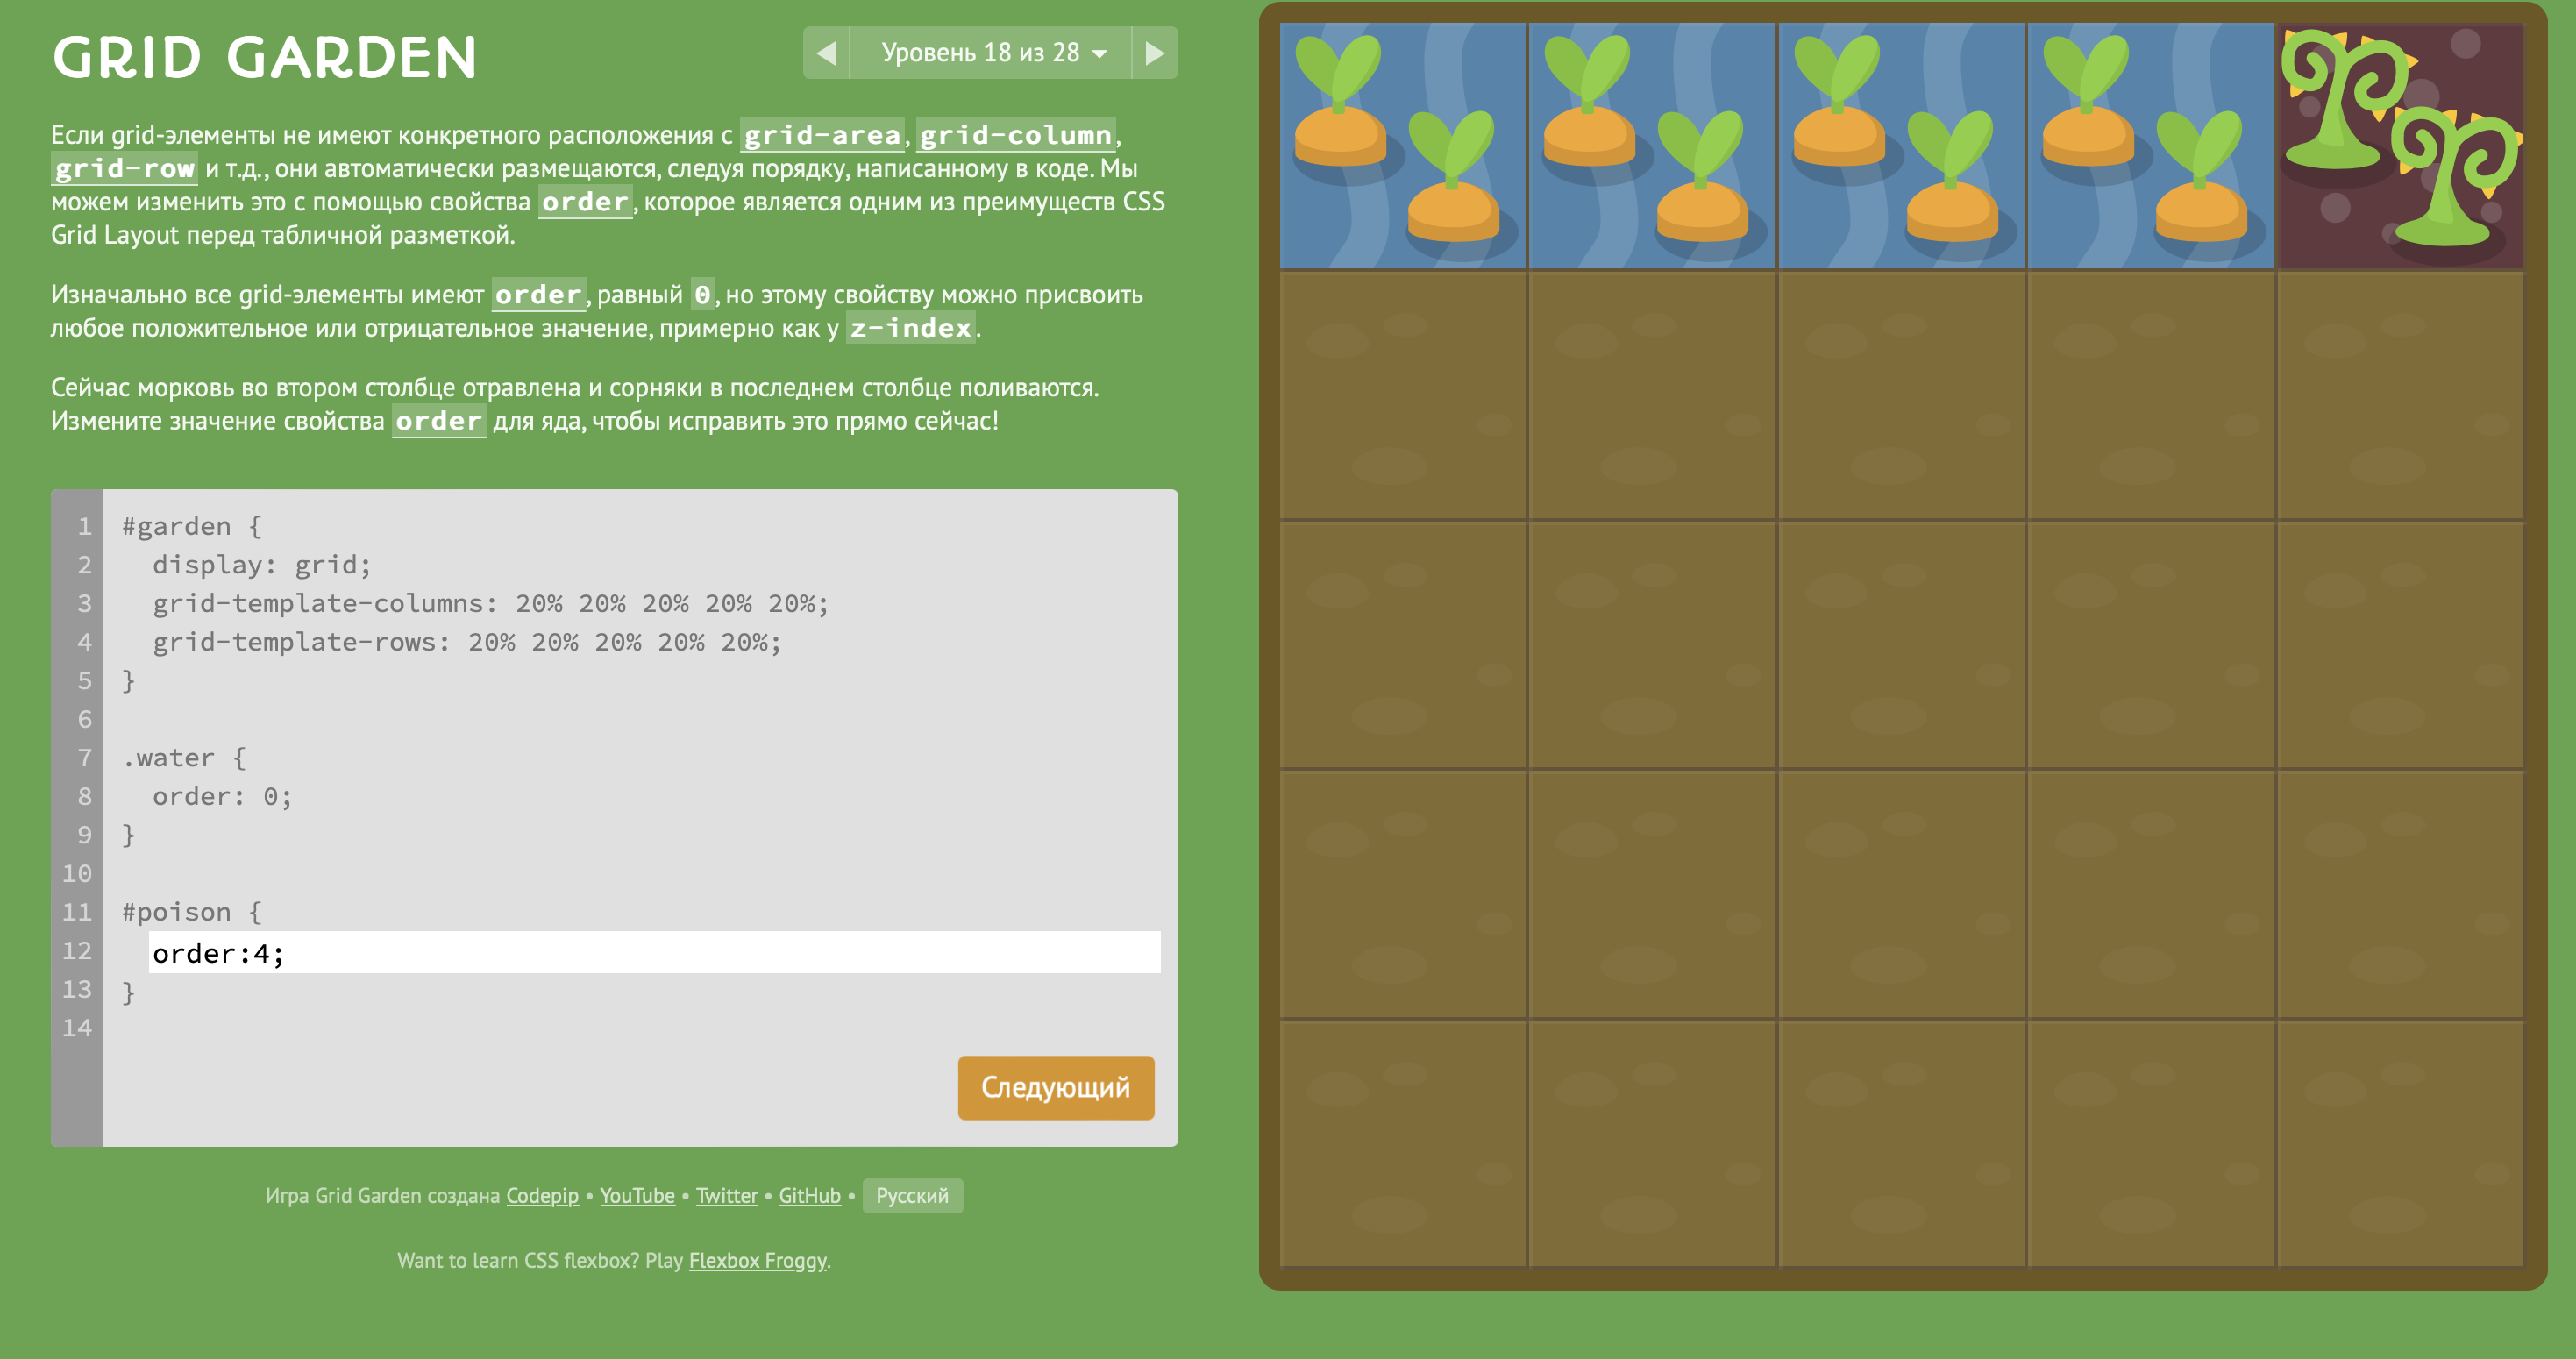 GRID GARDEN
Уровень 18 из 28
Если grid-элементы не имеют конкретного расположения с grid-area, grid-column,
grid-row и т.д., они автоматически размещаются, следуя порядку, написанному в коде. Мы
можем изменить это с помощью свойства order, которое является одним из преимуществ CSS
Grid Layout перед табличной разметкой.
Изначально все grid-элементы имеют order, равный 0, но этому свойству можно присвоить
любое положительное или отрицательное значение, примерно как у z-index.
Сейчас морковь во втором столбце отравлена и сорняки в последнем столбце поливаются.
Измените значение свойства order для яда, чтобы исправить это прямо сейчас!
1 #garden {
2 display: grid;
3 grid-template-columns: 20% 20% 20% 20% 20%;
4 grid-template-rows: 20% 20% 20% 20% 20%;
5 }
6
7 .water {
8 order: 0;
9 }
10
11 #poison {
12 order:4;
13 }
14
Следующий
Игра Grid Garden создана Codepip • YouTube • Twitter • GitHub • Русский
Want to learn CSS flexbox? Play Flexbox Froggy.